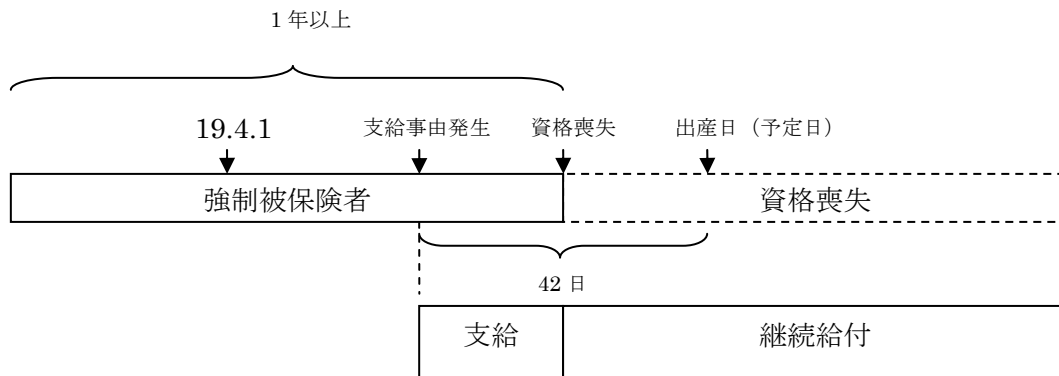 1 年以上
19.4.1
支給事由発生
資格喪失
出産日（予定日）
強制被保険者
資格喪失
42 日
支給
継続給付